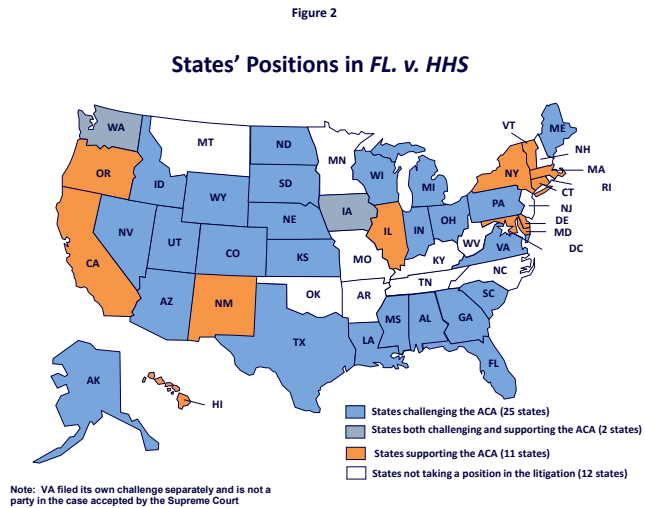 Figure 2
States' Positions in FL. v. HHS
WA
MT
ND
MN
VT
ME
NH
OR
ID
SD
WI
MI
NY
MA
RI
WY
CT
NJ
NE
IA
PA
DE
MD
NV
UT
CO
IL
IN
OH
WV
VA
DC
CA
KS
MO
KY
NC
AZ
NM
OK
AR
TN
SC
TX
LA
MS
AL
GA
FL
AK
HI
States challenging the ACA (25 states)
States both challenging and supporting the ACA (2 states)
States supporting the ACA (11 states)
States not taking a position in the litigation (12 states)
Note: VA filed its own challenge separately and is not a
party in the case accepted by the Supreme Court